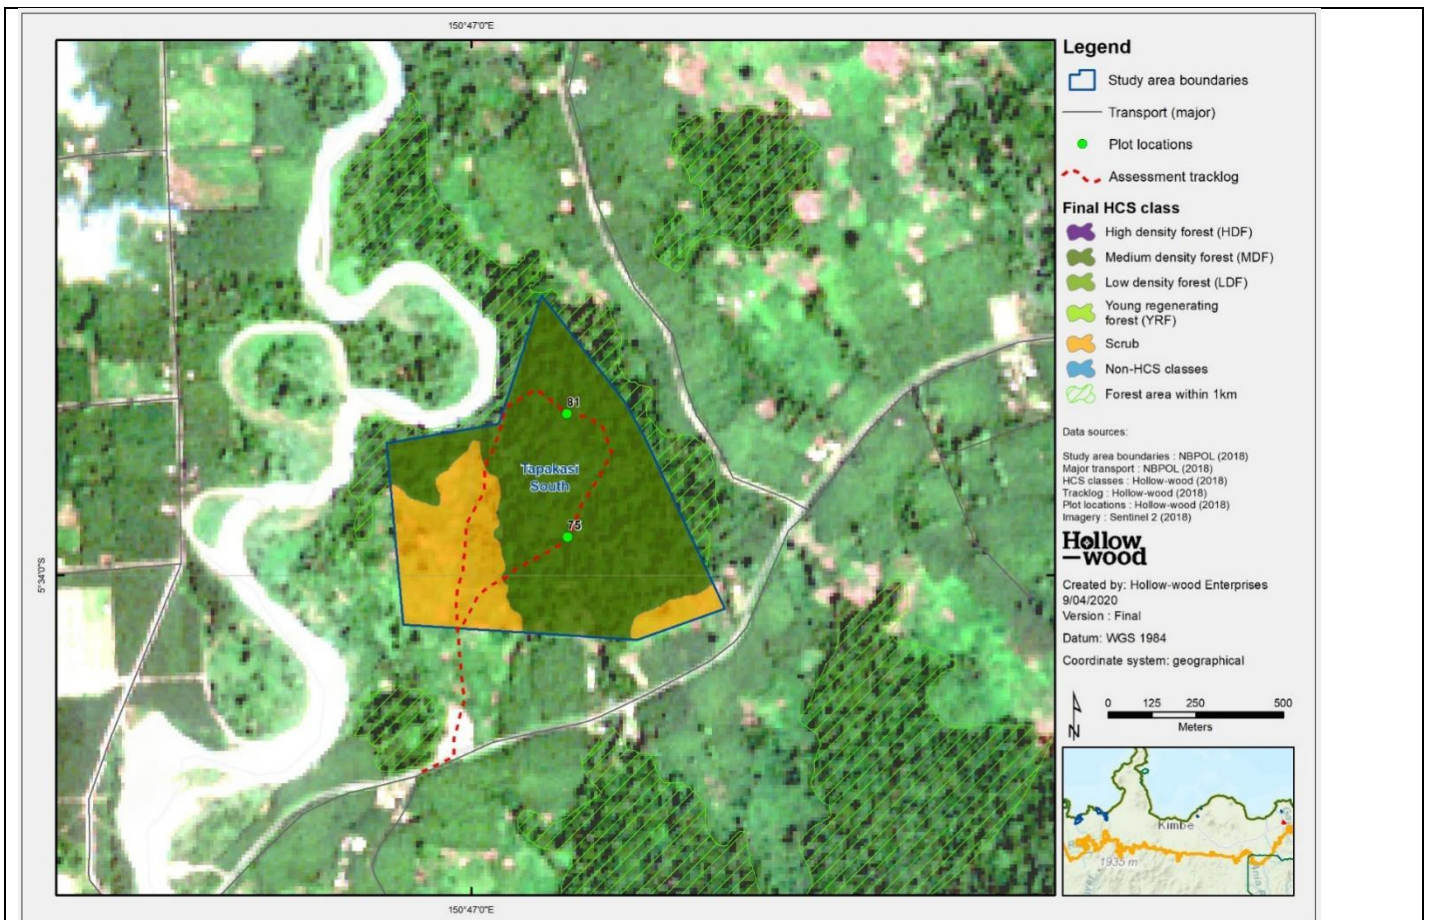 150°47'0"E
Legend
Study area boundaries
Transport (major)
Plot locations
Assessment tracklog
Final HCS class
High density forest (HDF)
Medium density forest (MDF)
Low density forest (LDF)
Young regenerating
forest (YRF)
Scrub
Non-HCS classes
Forest area within 1km
Data sources:
Study area boundaries : NBPOL (2018)
Major transport : NBPOL (2018)
HCS classes : Hollow-wood (2018)
Tracklog : Hollow-wood (2018)
Plot locations : Hollow-wood (2018)
Imagery : Sentinel 2 (2018)
Hollow
—wood
Created by: Hollow-wood Enterprises
9/04/2020
Version : Final
Datum: WGS 1984
Coordinate system: geographical
0 125 250 500
Meters
N
Kimbe
1935 m
81
Tapakasi
South
75
5°34'0"S
150°47'0"E